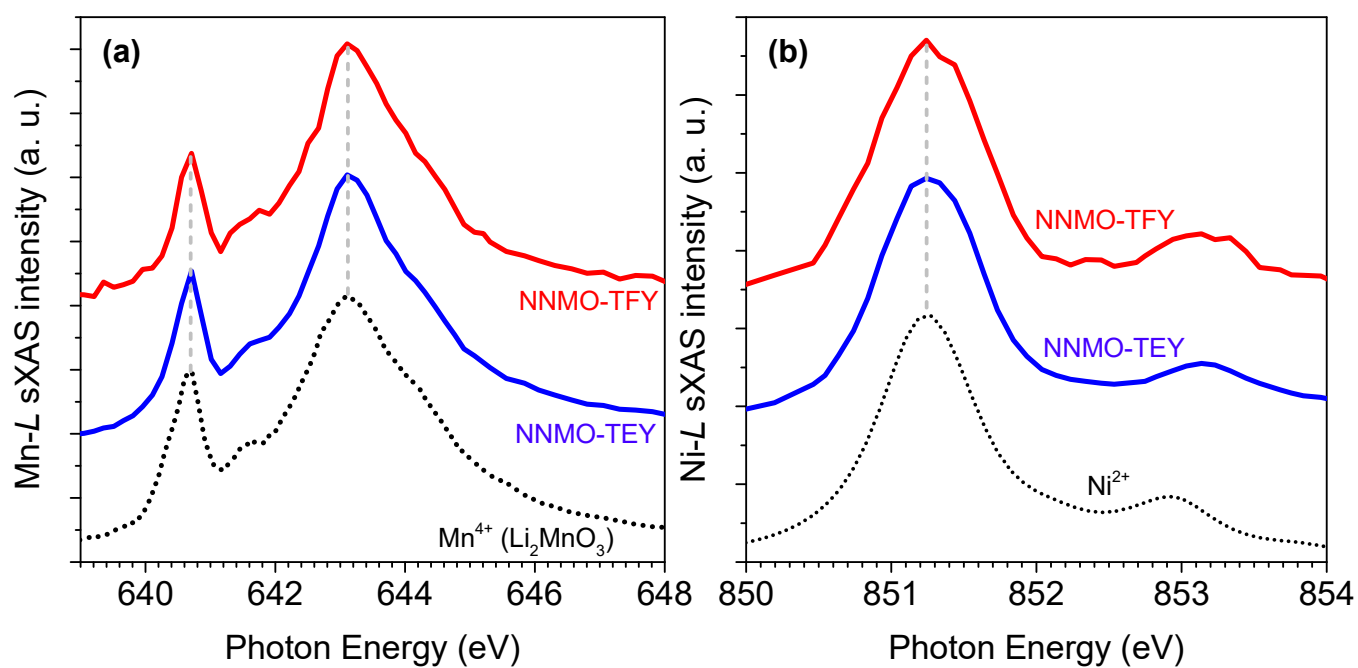 (a)
Mn-L sXAS intensity (a. u.)
NNMO-TFY
NNMO-TEY
Mn⁴⁺ (Li₂MnO₃)
640 642 644 646 648
Photon Energy (eV)
(b)
Ni-L sXAS intensity (a. u.)
NNMO-TFY
NNMO-TEY
Ni²⁺
850 851 852 853 854
Photon Energy (eV)